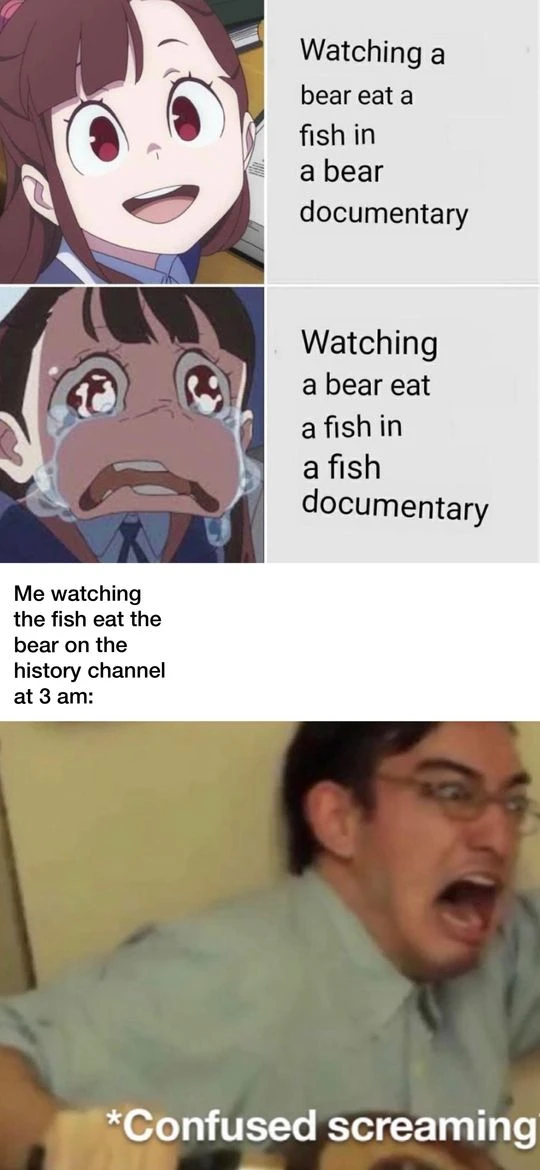 Watching a
bear eat a
fish in
a bear
documentary
Watching
a bear eat
a fish in
a fish
documentary
Me watching
the fish eat the
bear on the
history channel
at 3 am:
*Confused screaming*